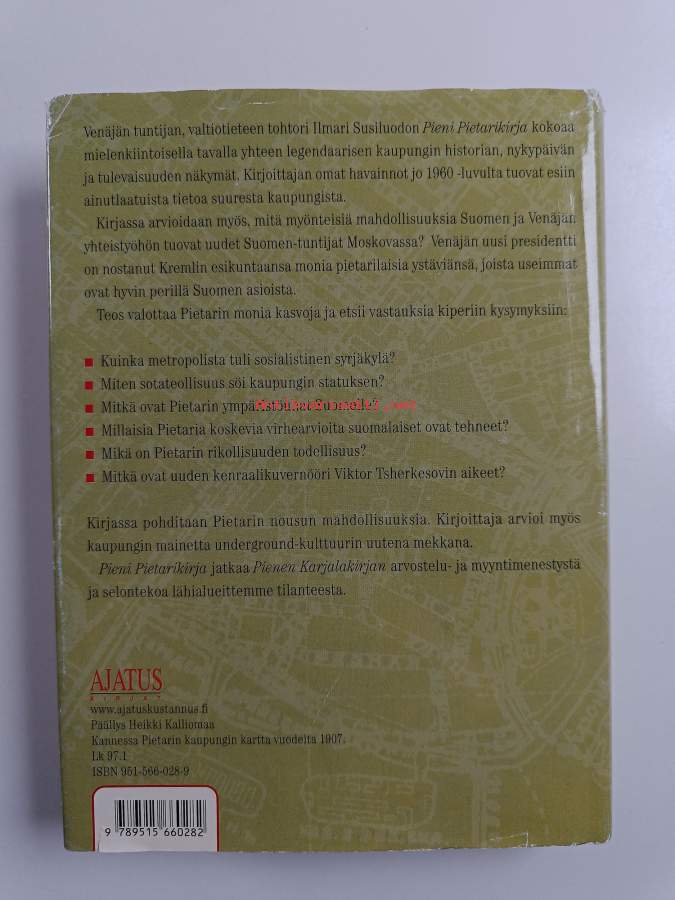 Venäjän tuntijan, valtiotieteen tohtori Ilmari Susiluodon Pieni Pietarikirja kokoaa
mielenkiintoisella tavalla yhteen legendaarisen kaupungin historian, nykypäivän
ja tulevaisuuden näkymät. Kirjoittajan omat havainnot jo 1960 -luvulta tuovat esiin
ainutlaatuista tietoa suuresta kaupungista.
Kirjassa arvioidaan myös, mitä myönteisiä mahdollisuuksia Suomen ja Venäjän
yhteistyöhön tuovat uudet Suomen-tuntijat Moskovassa? Venäjän uusi presidentti
on nostanut Kremlin esikuntaansa monia pietarilaisia ystäviänsä, joista useimmat
ovat hyvin perillä Suomen asioista.
Teos valottaa Pietarin monia kasvoja ja etsii vastauksia kiperiin kysymyksiin:
■ Kuinka metropolista tuli sosialistinen syrjäkylä?
■ Miten sotateollisuus söi kaupungin statuksen?
■ Mitkä ovat Pietarin ympäristöuhat Suomelle?
■ Millaisia Pietaria koskevia virhearvioita suomalaiset ovat tehneet?
■ Mikä on Pietarin rikollisuuden todellisuus?
■ Mitkä ovat uuden kenraalikuvernööri Viktor Tsherkesovin aikeet?
Kirjassa pohditaan Pietarin nousun mahdollisuuksia. Kirjoittaja arvioi myös
kaupungin mainetta underground-kulttuurin uutena mekkana.
Pieni Pietarikirja jatkaa Pienen Karjalakirjan arvostelu- ja myyntimenestystä
ja selontekoa lähialueittemme tilanteesta.
AJATUS
KIRJAT
www.ajatuskustannus.fi
Päällys Heikki Kalliomaa
Kannessa Pietarin kaupungin kartta vuodelta 1907.
Lk 97.1
ISBN 951-566-028-9
9 789515 660282